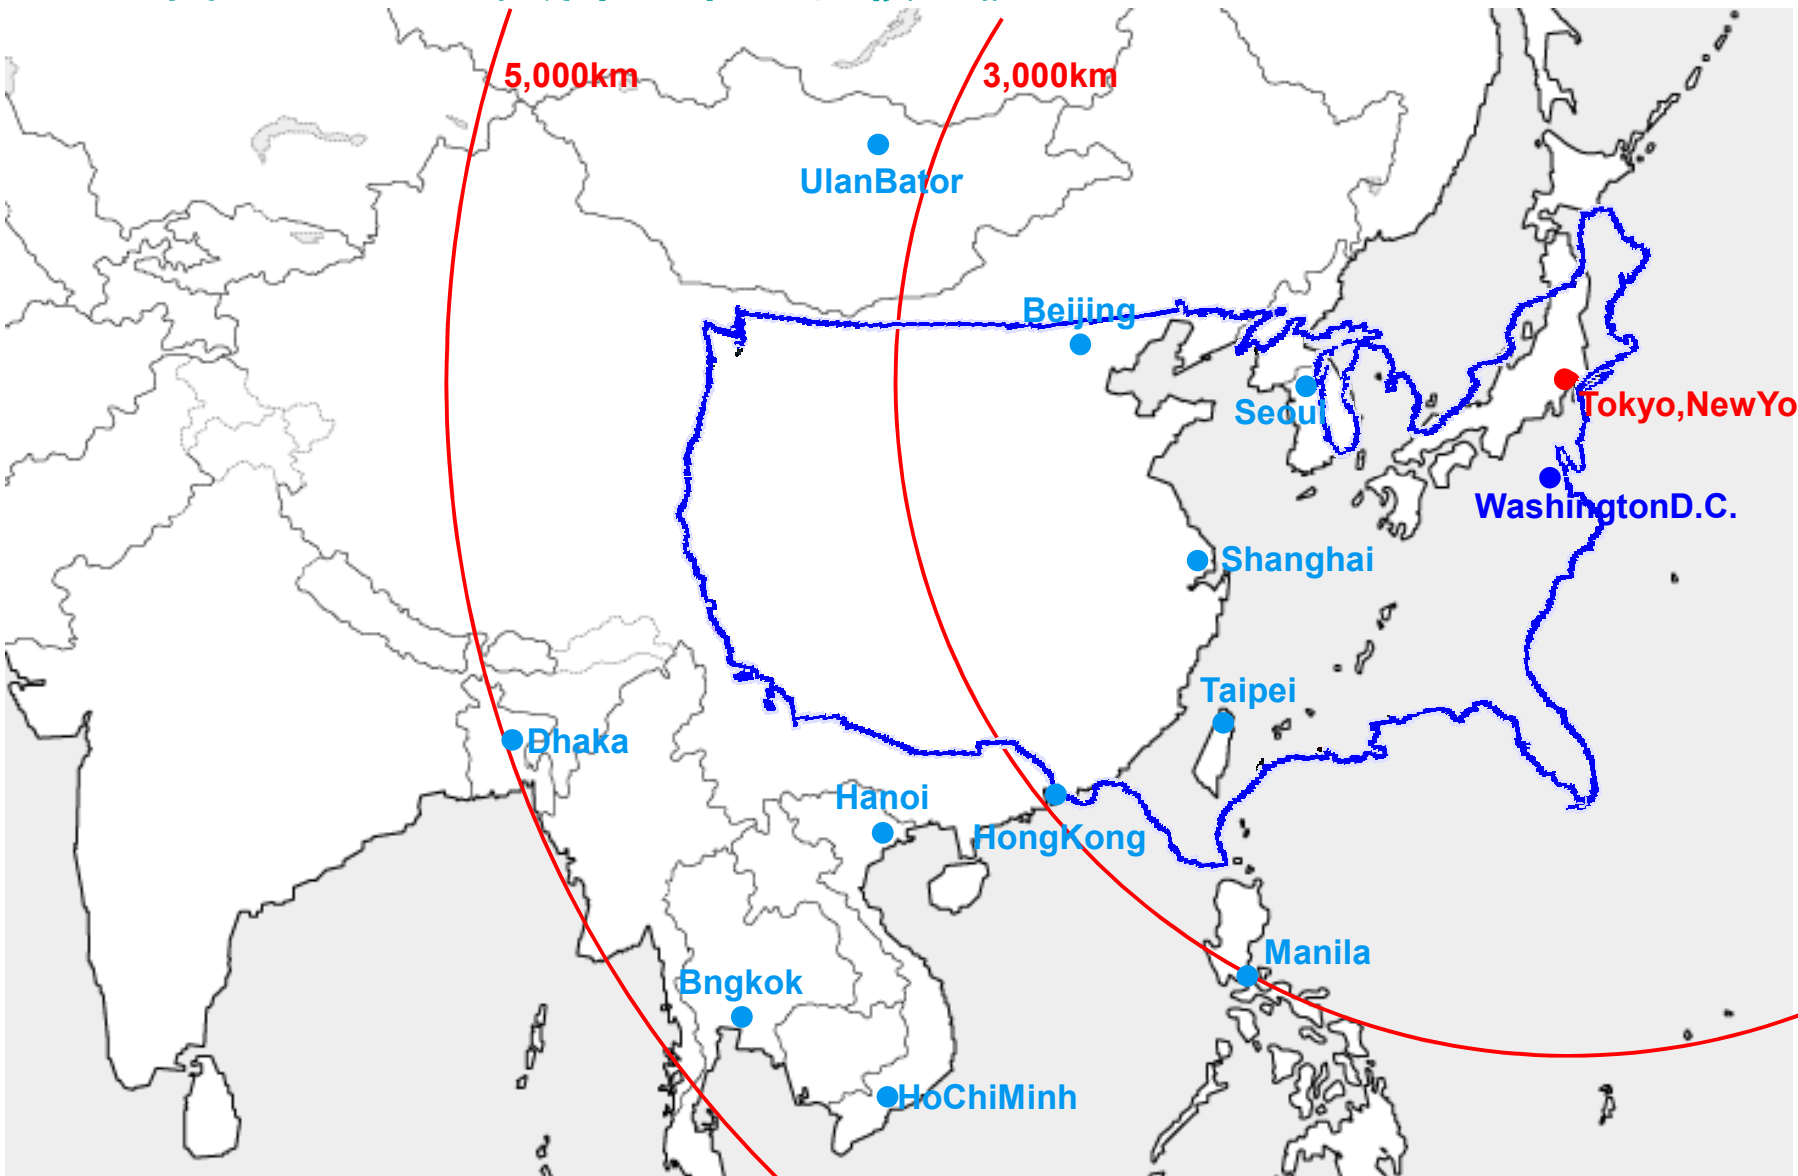 5,000km
3,000km
UlanBator
Beijing
Seoul
Tokyo,NewYo
WashingtonD.C.
Shanghai
Taipei
Dhaka
Hanoi
HongKong
Manila
Bngkok
HoChiMinh